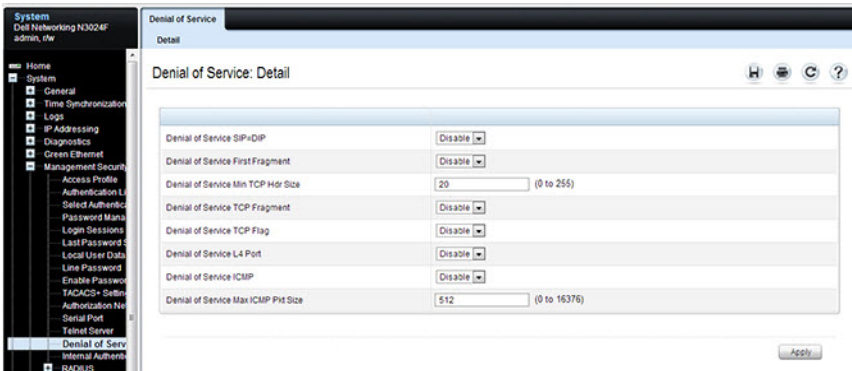 System
Dell Networking N3024F
admin, r/w
Home
System
General
Time Synchronization
Logs
IP Addressing
Diagnostics
Green Ethernet
Management Security
Access Profile
Authentication Li
Select Authentica
Password Mana
Login Sessions
Last Password S
Local User Data
Line Password
Enable Passwor
TACACS+ Settin
Authorization Ne
Serial Port
Telnet Server
Denial of Serv
Internal Authenti
RADIUS
Denial of Service
Detail
Denial of Service: Detail
Denial of Service SIP=DIP Disable
Denial of Service First Fragment Disable
Denial of Service Min TCP Hdr Size 20 (0 to 255)
Denial of Service TCP Fragment Disable
Denial of Service TCP Flag Disable
Denial of Service L4 Port Disable
Denial of Service ICMP Disable
Denial of Service Max ICMP Pkt Size 512 (0 to 16376)
Apply